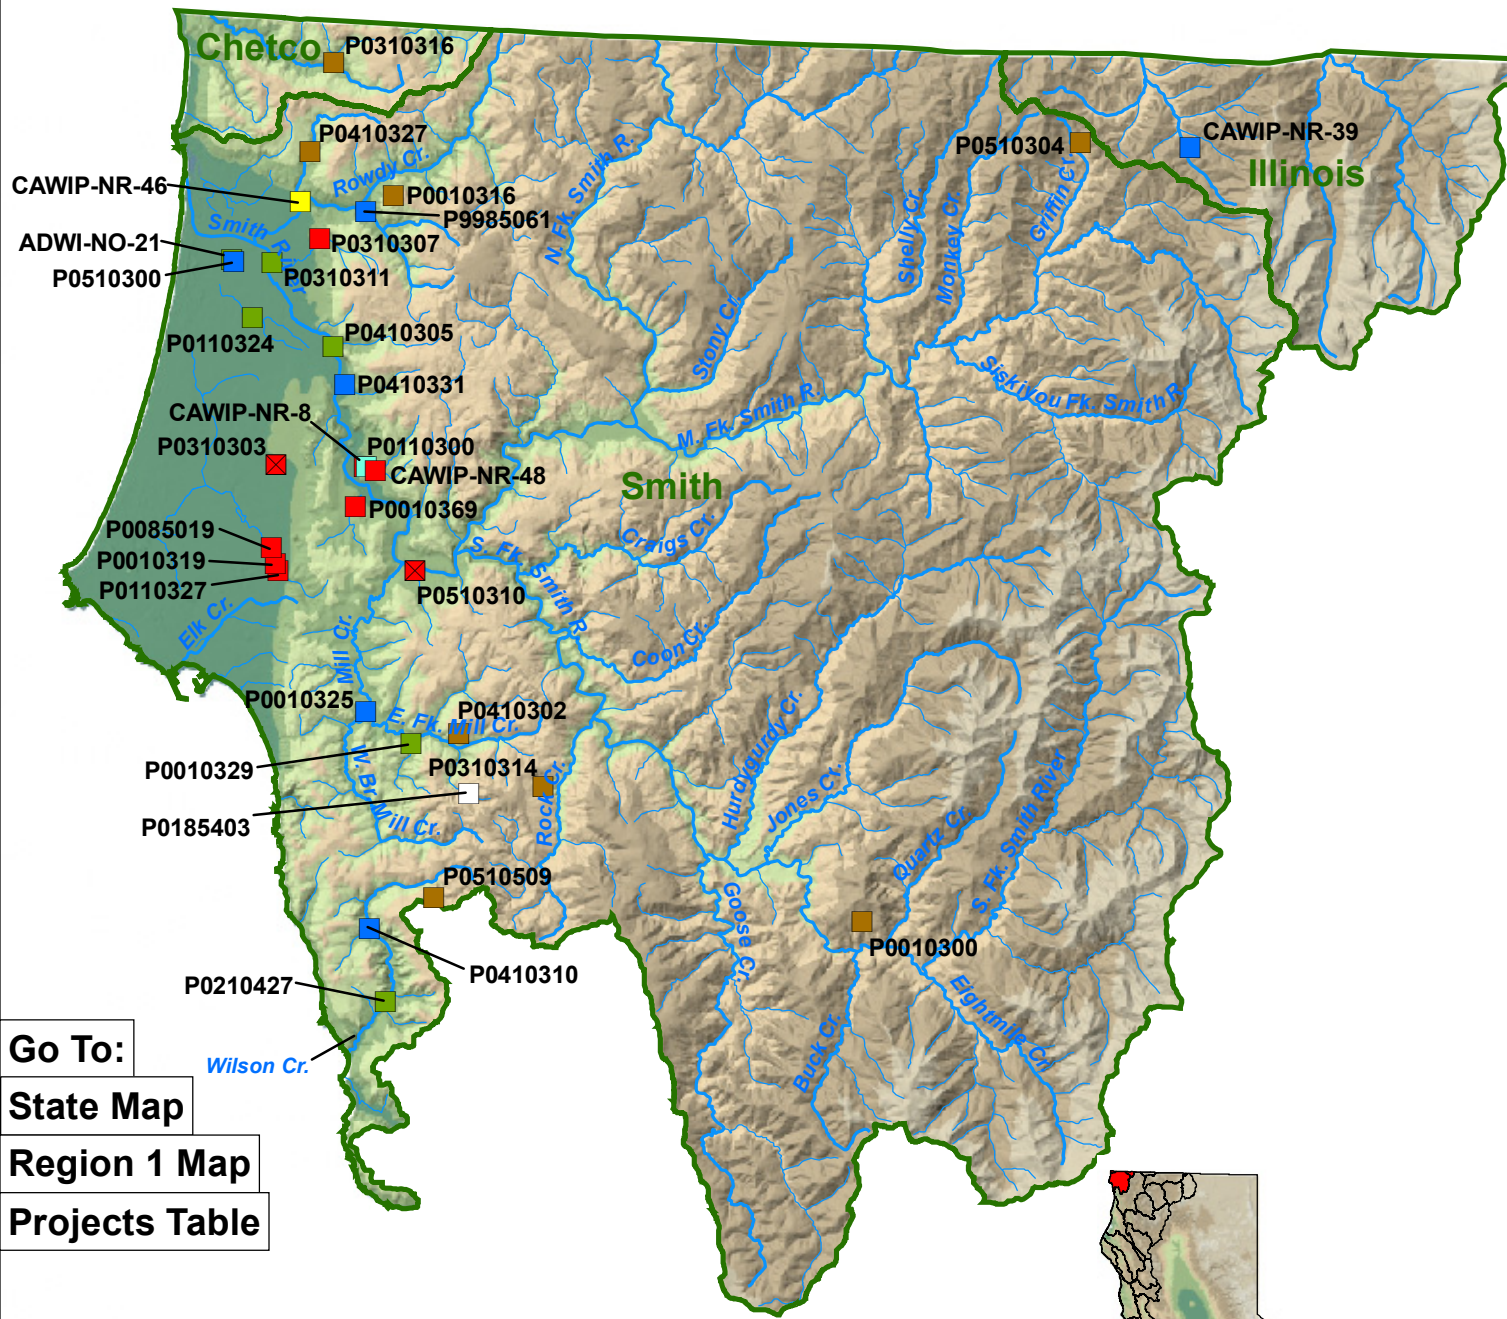 Chetco
P0310316
P0410327
Rowdy Cr.
CAWIP-NR-46
P0010316
P9985061
Smith River
P0310307
ADWI-NO-21
P0510300
P0310311
P0110324
P0410305
P0410331
CAWIP-NR-8
P0110300
P0310303
CAWIP-NR-48
P0010369
P0085019
P0010319
P0110327
P0510310
Elk Cr.
Mill Cr.
N. Fk. Smith R.
Stony Cr.
M. Fk. Smith R.
Smith
Shelly Cr.
Monkey Cr.
Griffin Cr.
P0510304
CAWIP-NR-39
Illinois
Siskiyou Fk. Smith R.
Craigs Cr.
S. Fk. Smith R.
Coon Cr.
P0010325
E. Fk. Mill Cr.
P0410302
P0010329
P0310314
W. Br. Mill Cr.
P0185403
Rock Cr.
Hurdygurdy Cr.
Jones Cr.
Quartz Cr.
S. Fk. Smith River
P0510509
P0410310
Goose Cr.
P0010300
P0210427
Eightmile Cr.
Buck Cr.
Wilson Cr.
Go To:
State Map
Region 1 Map
Projects Table